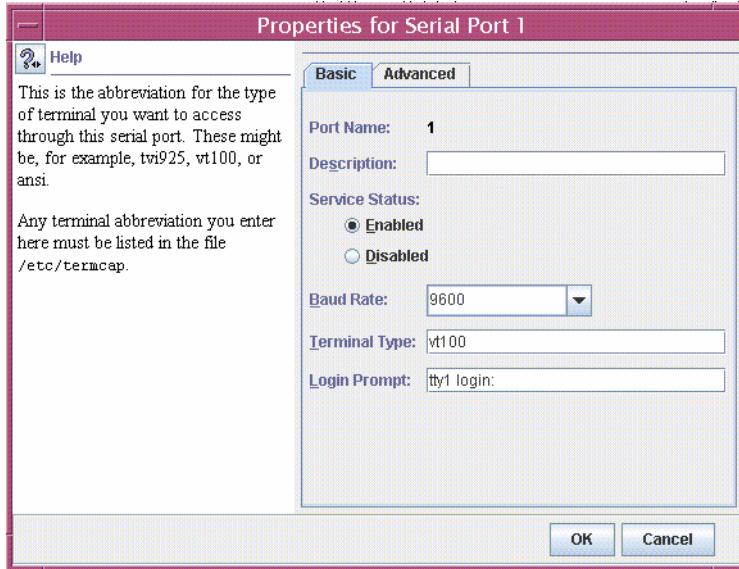 Properties for Serial Port 1
Help
This is the abbreviation for the type
of terminal you want to access
through this serial port. These might
be, for example, tvi925, vt100, or
ansi.
Any terminal abbreviation you enter
here must be listed in the file
/etc/termcap.
Basic
Advanced
Port Name: 1
Description:
Service Status:
Enabled
Disabled
Baud Rate: 9600
Terminal Type: vt100
Login Prompt: tty1 login:
OK
Cancel